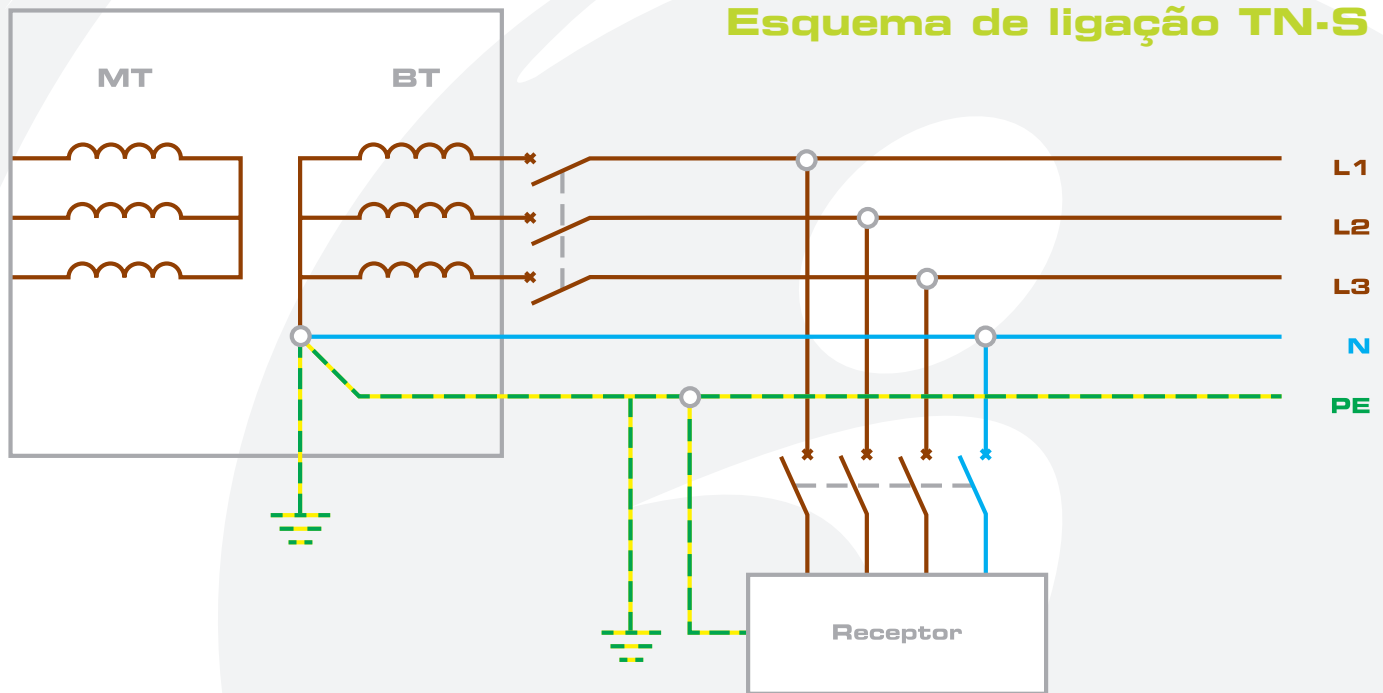 Esquema de ligação TN-S
MT
BT
L1
L2
L3
N
PE
Receptor